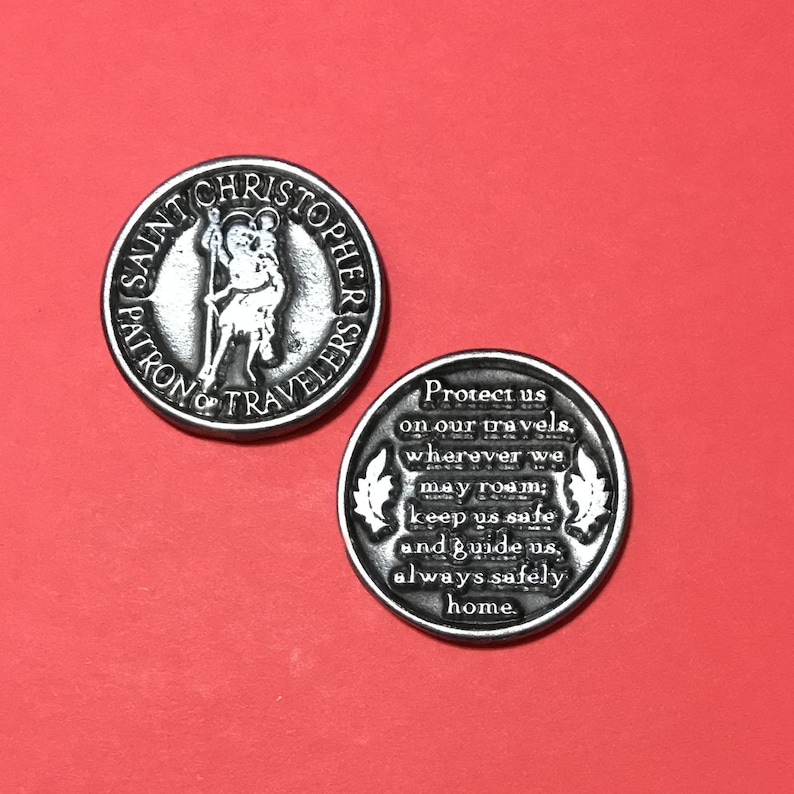 SAINT CHRISTOPHER
PATRON OF TRAVELERS
Protect us
on our travels,
wherever we
may roam;
keep us safe
and guide us,
always safely
home.